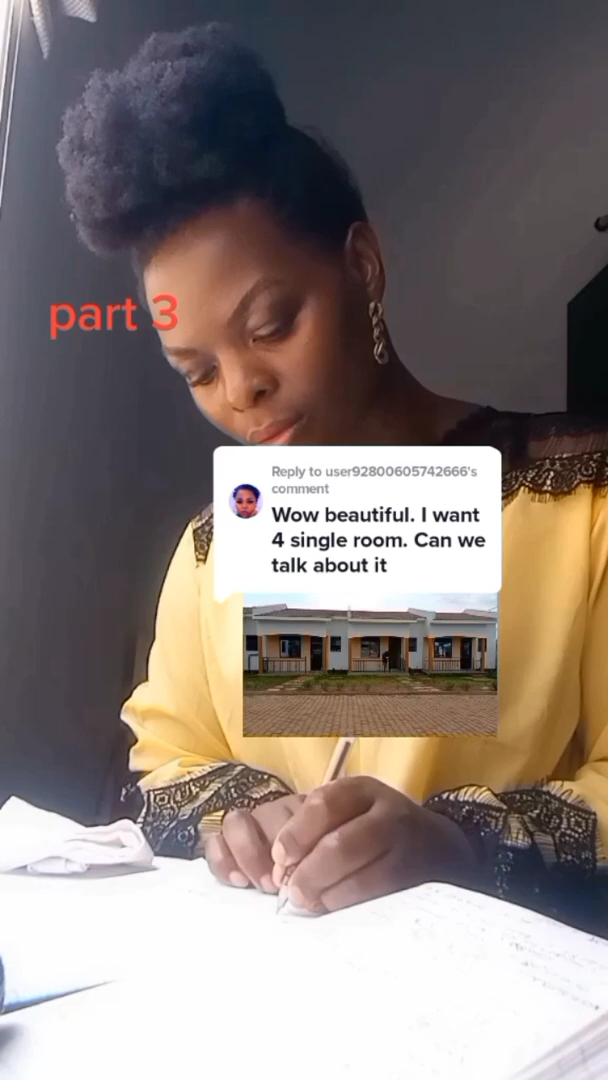 part 3
Reply to user92800605742666's
comment
Wow beautiful. I want
4 single room. Can we
talk about it